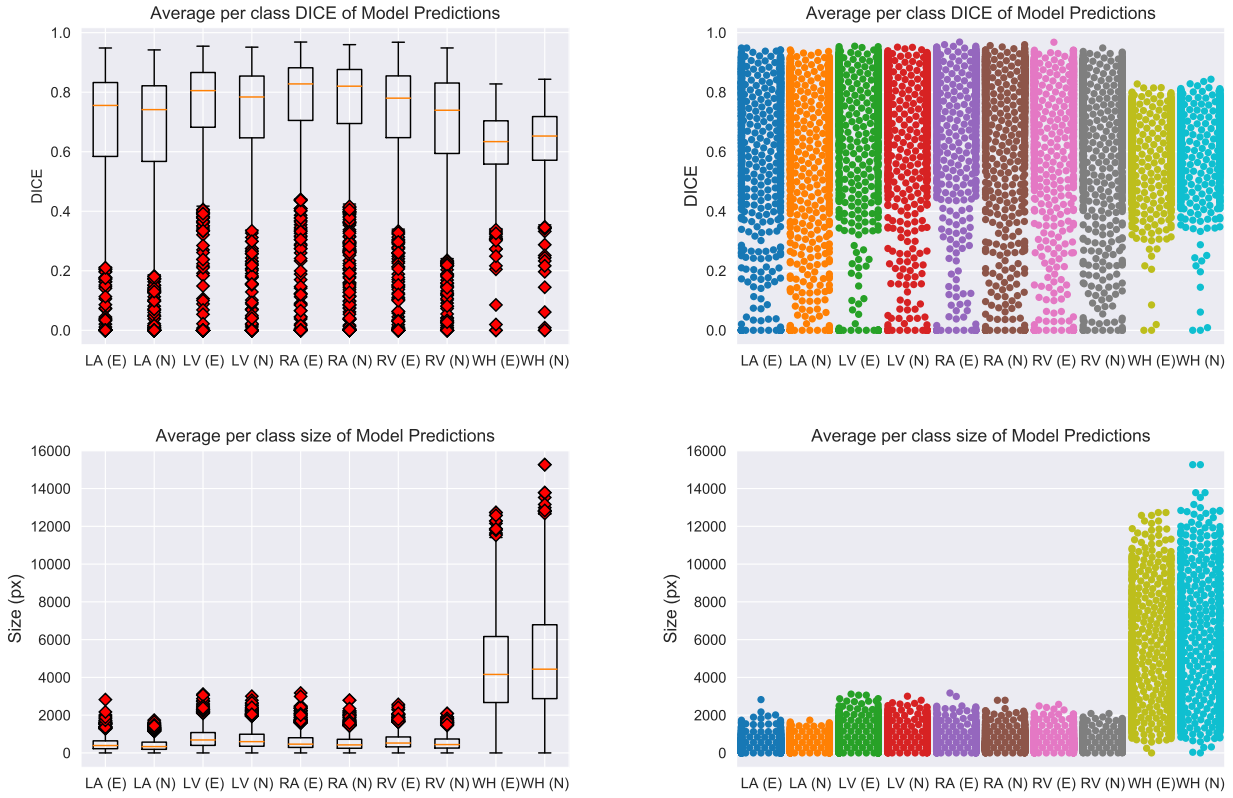 Average per class DICE of Model Predictions
1.0
0.8
0.6
0.4
0.2
0.0
DICE
LA (E) LA (N) LV (E) LV (N) RA (E) RA (N) RV (E) RV (N) WH (E) WH (N)
Average per class DICE of Model Predictions
1.0
0.8
0.6
0.4
0.2
0.0
DICE
LA (E) LA (N) LV (E) LV (N) RA (E) RA (N) RV (E) RV (N) WH (E) WH (N)
Average per class size of Model Predictions
16000
14000
12000
10000
8000
6000
4000
2000
0
Size (px)
LA (E) LA (N) LV (E) LV (N) RA (E) RA (N) RV (E) RV (N) WH (E) WH (N)
Average per class size of Model Predictions
16000
14000
12000
10000
8000
6000
4000
2000
0
Size (px)
LA (E) LA (N) LV (E) LV (N) RA (E) RA (N) RV (E) RV (N) WH (E) WH (N)